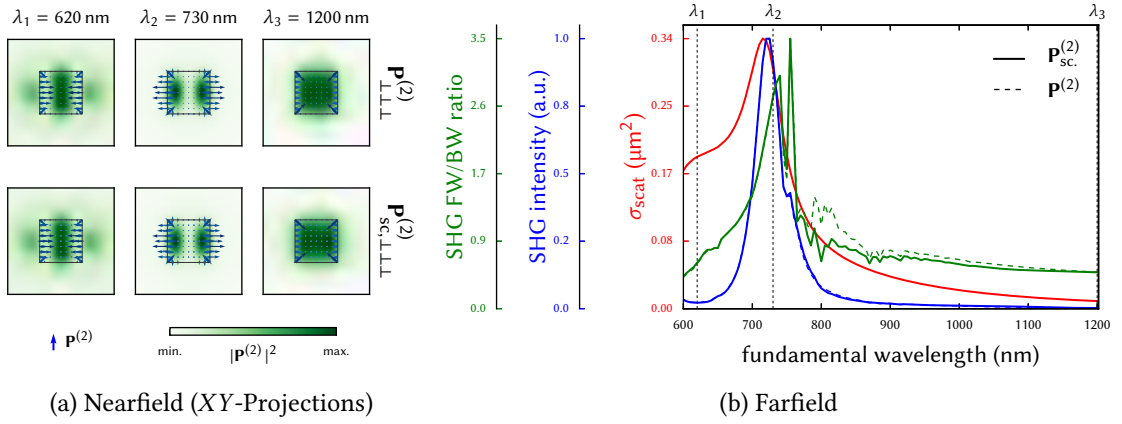 λ₁ = 620 nm
λ₂ = 730 nm
λ₃ = 1200 nm
P⁽²⁾⊥⊥⊥
P⁽²⁾sc,⊥⊥⊥
P⁽²⁾
min.
|P⁽²⁾|²
max.
(a) Nearfield (XY-Projections)
SHG FW/BW ratio
3.5
2.6
1.7
0.9
0.0
SHG intensity (a.u.)
1.0
0.8
0.5
0.2
0.0
σscat (µm²)
0.34
0.25
0.17
0.08
0.00
λ₁
λ₂
λ₃
P⁽²⁾sc.
P⁽²⁾
600
700
800
900
1000
1100
1200
fundamental wavelength (nm)
(b) Farfield